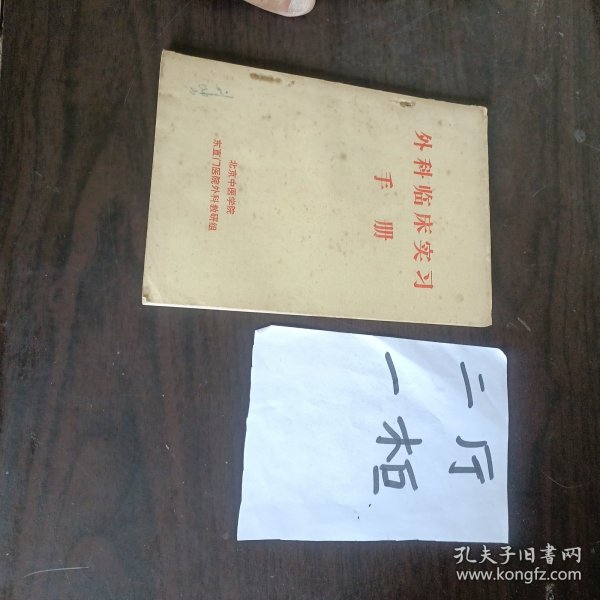 外科临床实习
手册
北京中医学院
东直门医院外科教研组
二厅
一柜
孔夫子旧书网
www.kongfz.com